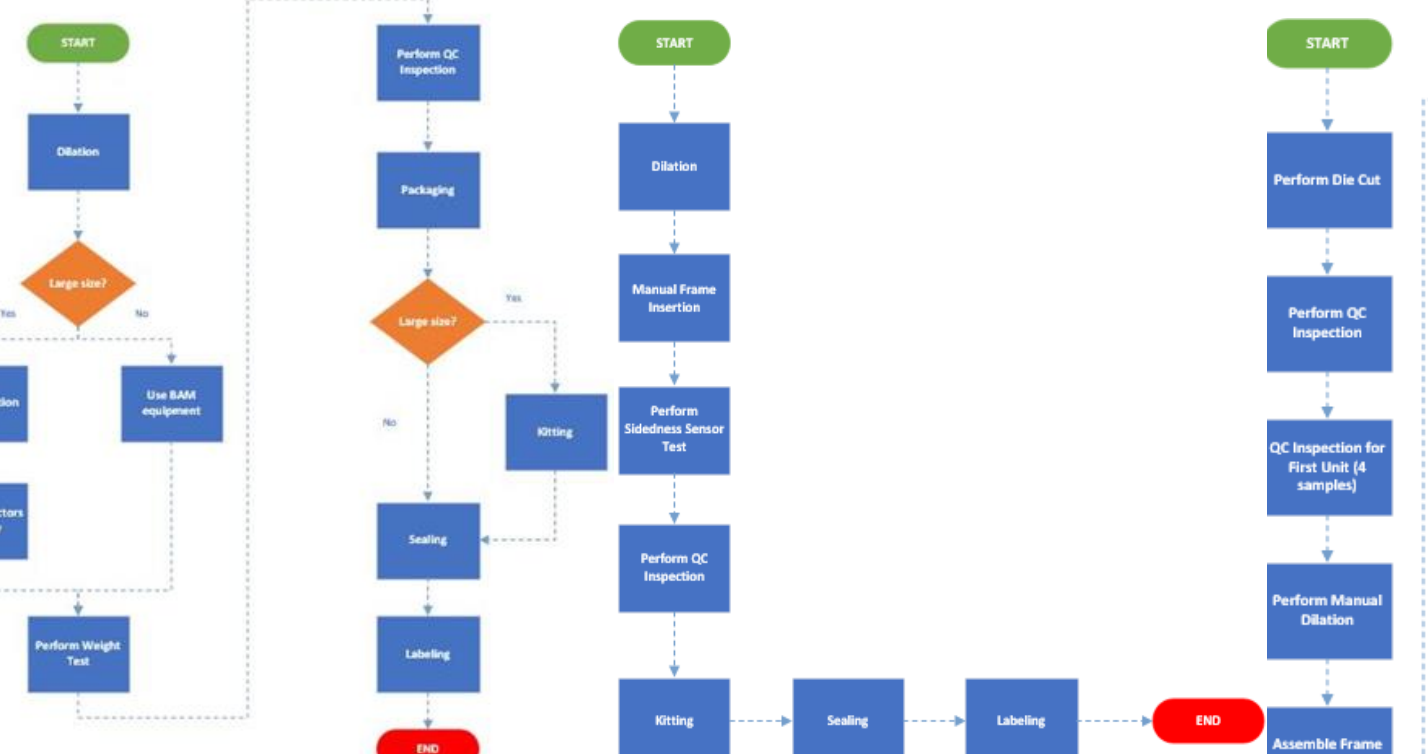 START
Dilation
Large size?
Yes
No
tion
Use BAM
equipment
ctors
Perform Weight
Test
Perform QC
Inspection
Packaging
Large size?
Yes
No
Kitting
Sealing
Labeling
END
START
Dilation
Manual Frame
Insertion
Perform
Sidedness Sensor
Test
Perform QC
Inspection
Kitting
Sealing
Labeling
END
START
Perform Die Cut
Perform QC
Inspection
QC Inspection for
First Unit (4
samples)
Perform Manual
Dilation
Assemble Frame